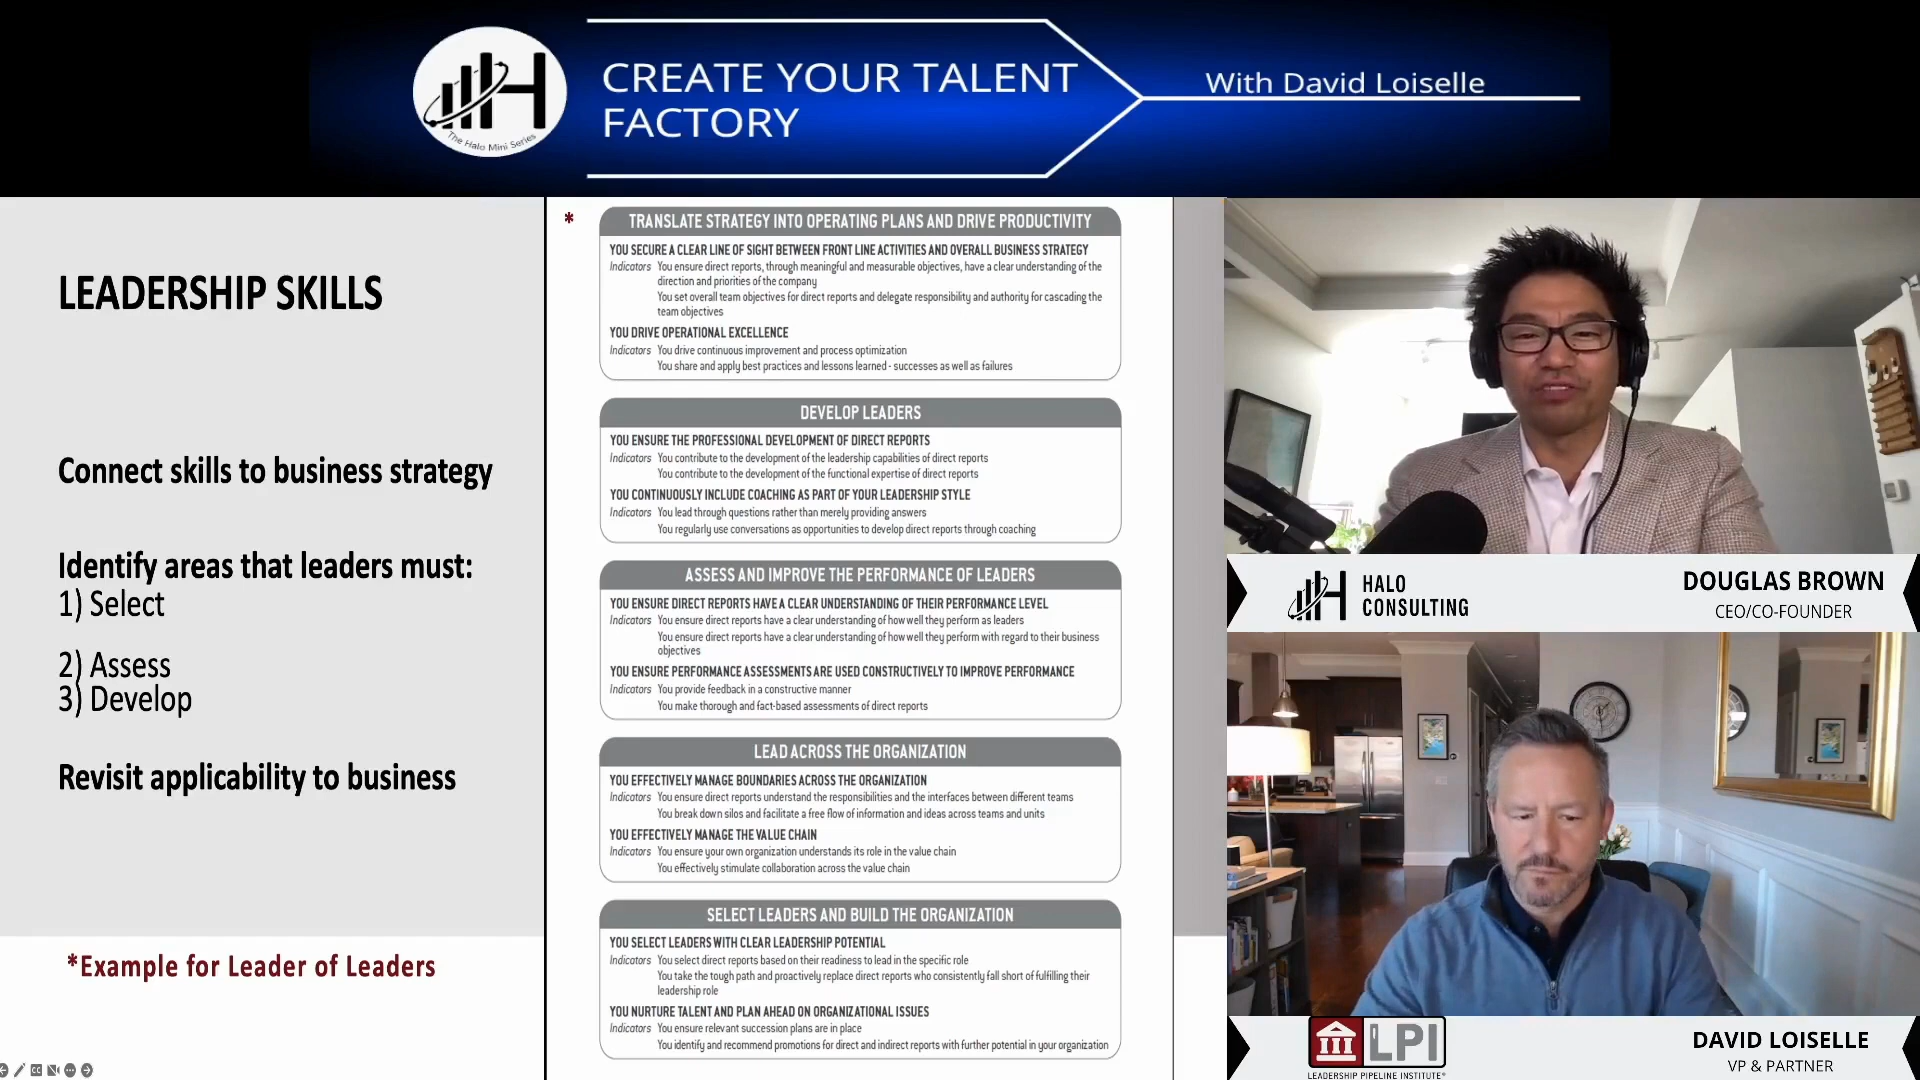 The Halo Mini Series
CREATE YOUR TALENT
FACTORY
With David Loiselle
LEADERSHIP SKILLS
Connect skills to business strategy
Identify areas that leaders must:
1) Select
2) Assess
3) Develop
Revisit applicability to business
*Example for Leader of Leaders
*
TRANSLATE STRATEGY INTO OPERATING PLANS AND DRIVE PRODUCTIVITY
YOU SECURE A CLEAR LINE OF SIGHT BETWEEN FRONT LINE ACTIVITIES AND OVERALL BUSINESS STRATEGY
Indicators You ensure direct reports, through meaningful and measurable objectives, have a clear understanding of the
direction and priorities of the company
You set overall team objectives for direct reports and delegate responsibility and authority for cascading the
team objectives
YOU DRIVE OPERATIONAL EXCELLENCE
Indicators You drive continuous improvement and process optimization
You share and apply best practices and lessons learned - successes as well as failures
DEVELOP LEADERS
YOU ENSURE THE PROFESSIONAL DEVELOPMENT OF DIRECT REPORTS
Indicators You contribute to the development of the leadership capabilities of direct reports
You contribute to the development of the functional expertise of direct reports
YOU CONTINUOUSLY INCLUDE COACHING AS PART OF YOUR LEADERSHIP STYLE
Indicators You lead through questions rather than merely providing answers
You regularly use conversations as opportunities to develop direct reports through coaching
ASSESS AND IMPROVE THE PERFORMANCE OF LEADERS
YOU ENSURE DIRECT REPORTS HAVE A CLEAR UNDERSTANDING OF THEIR PERFORMANCE LEVEL
Indicators You ensure direct reports have a clear understanding of how well they perform as leaders
You ensure direct reports have a clear understanding of how well they perform with regard to their business
objectives
YOU ENSURE PERFORMANCE ASSESSMENTS ARE USED CONSTRUCTIVELY TO IMPROVE PERFORMANCE
Indicators You provide feedback in a constructive manner
You make thorough and fact-based assessments of direct reports
LEAD ACROSS THE ORGANIZATION
YOU EFFECTIVELY MANAGE BOUNDARIES ACROSS THE ORGANIZATION
Indicators You ensure direct reports understand the responsibilities and the interfaces between different teams
You break down silos and facilitate a free flow of information and ideas across teams and units
YOU EFFECTIVELY MANAGE THE VALUE CHAIN
Indicators You ensure your own organization understands its role in the value chain
You effectively stimulate collaboration across the value chain
SELECT LEADERS AND BUILD THE ORGANIZATION
YOU SELECT LEADERS WITH CLEAR LEADERSHIP POTENTIAL
Indicators You select direct reports based on their readiness to lead in the specific role
You take the tough path and proactively replace direct reports who consistently fall short of fulfilling their
leadership role
YOU NURTURE TALENT AND PLAN AHEAD ON ORGANIZATIONAL ISSUES
Indicators You ensure relevant succession plans are in place
You identify and recommend promotions for direct and indirect reports with further potential in your organization
HALO
CONSULTING
DOUGLAS BROWN
CEO/CO-FOUNDER
LPI
LEADERSHIP PIPELINE INSTITUTE
DAVID LOISELLE
VP & PARTNER